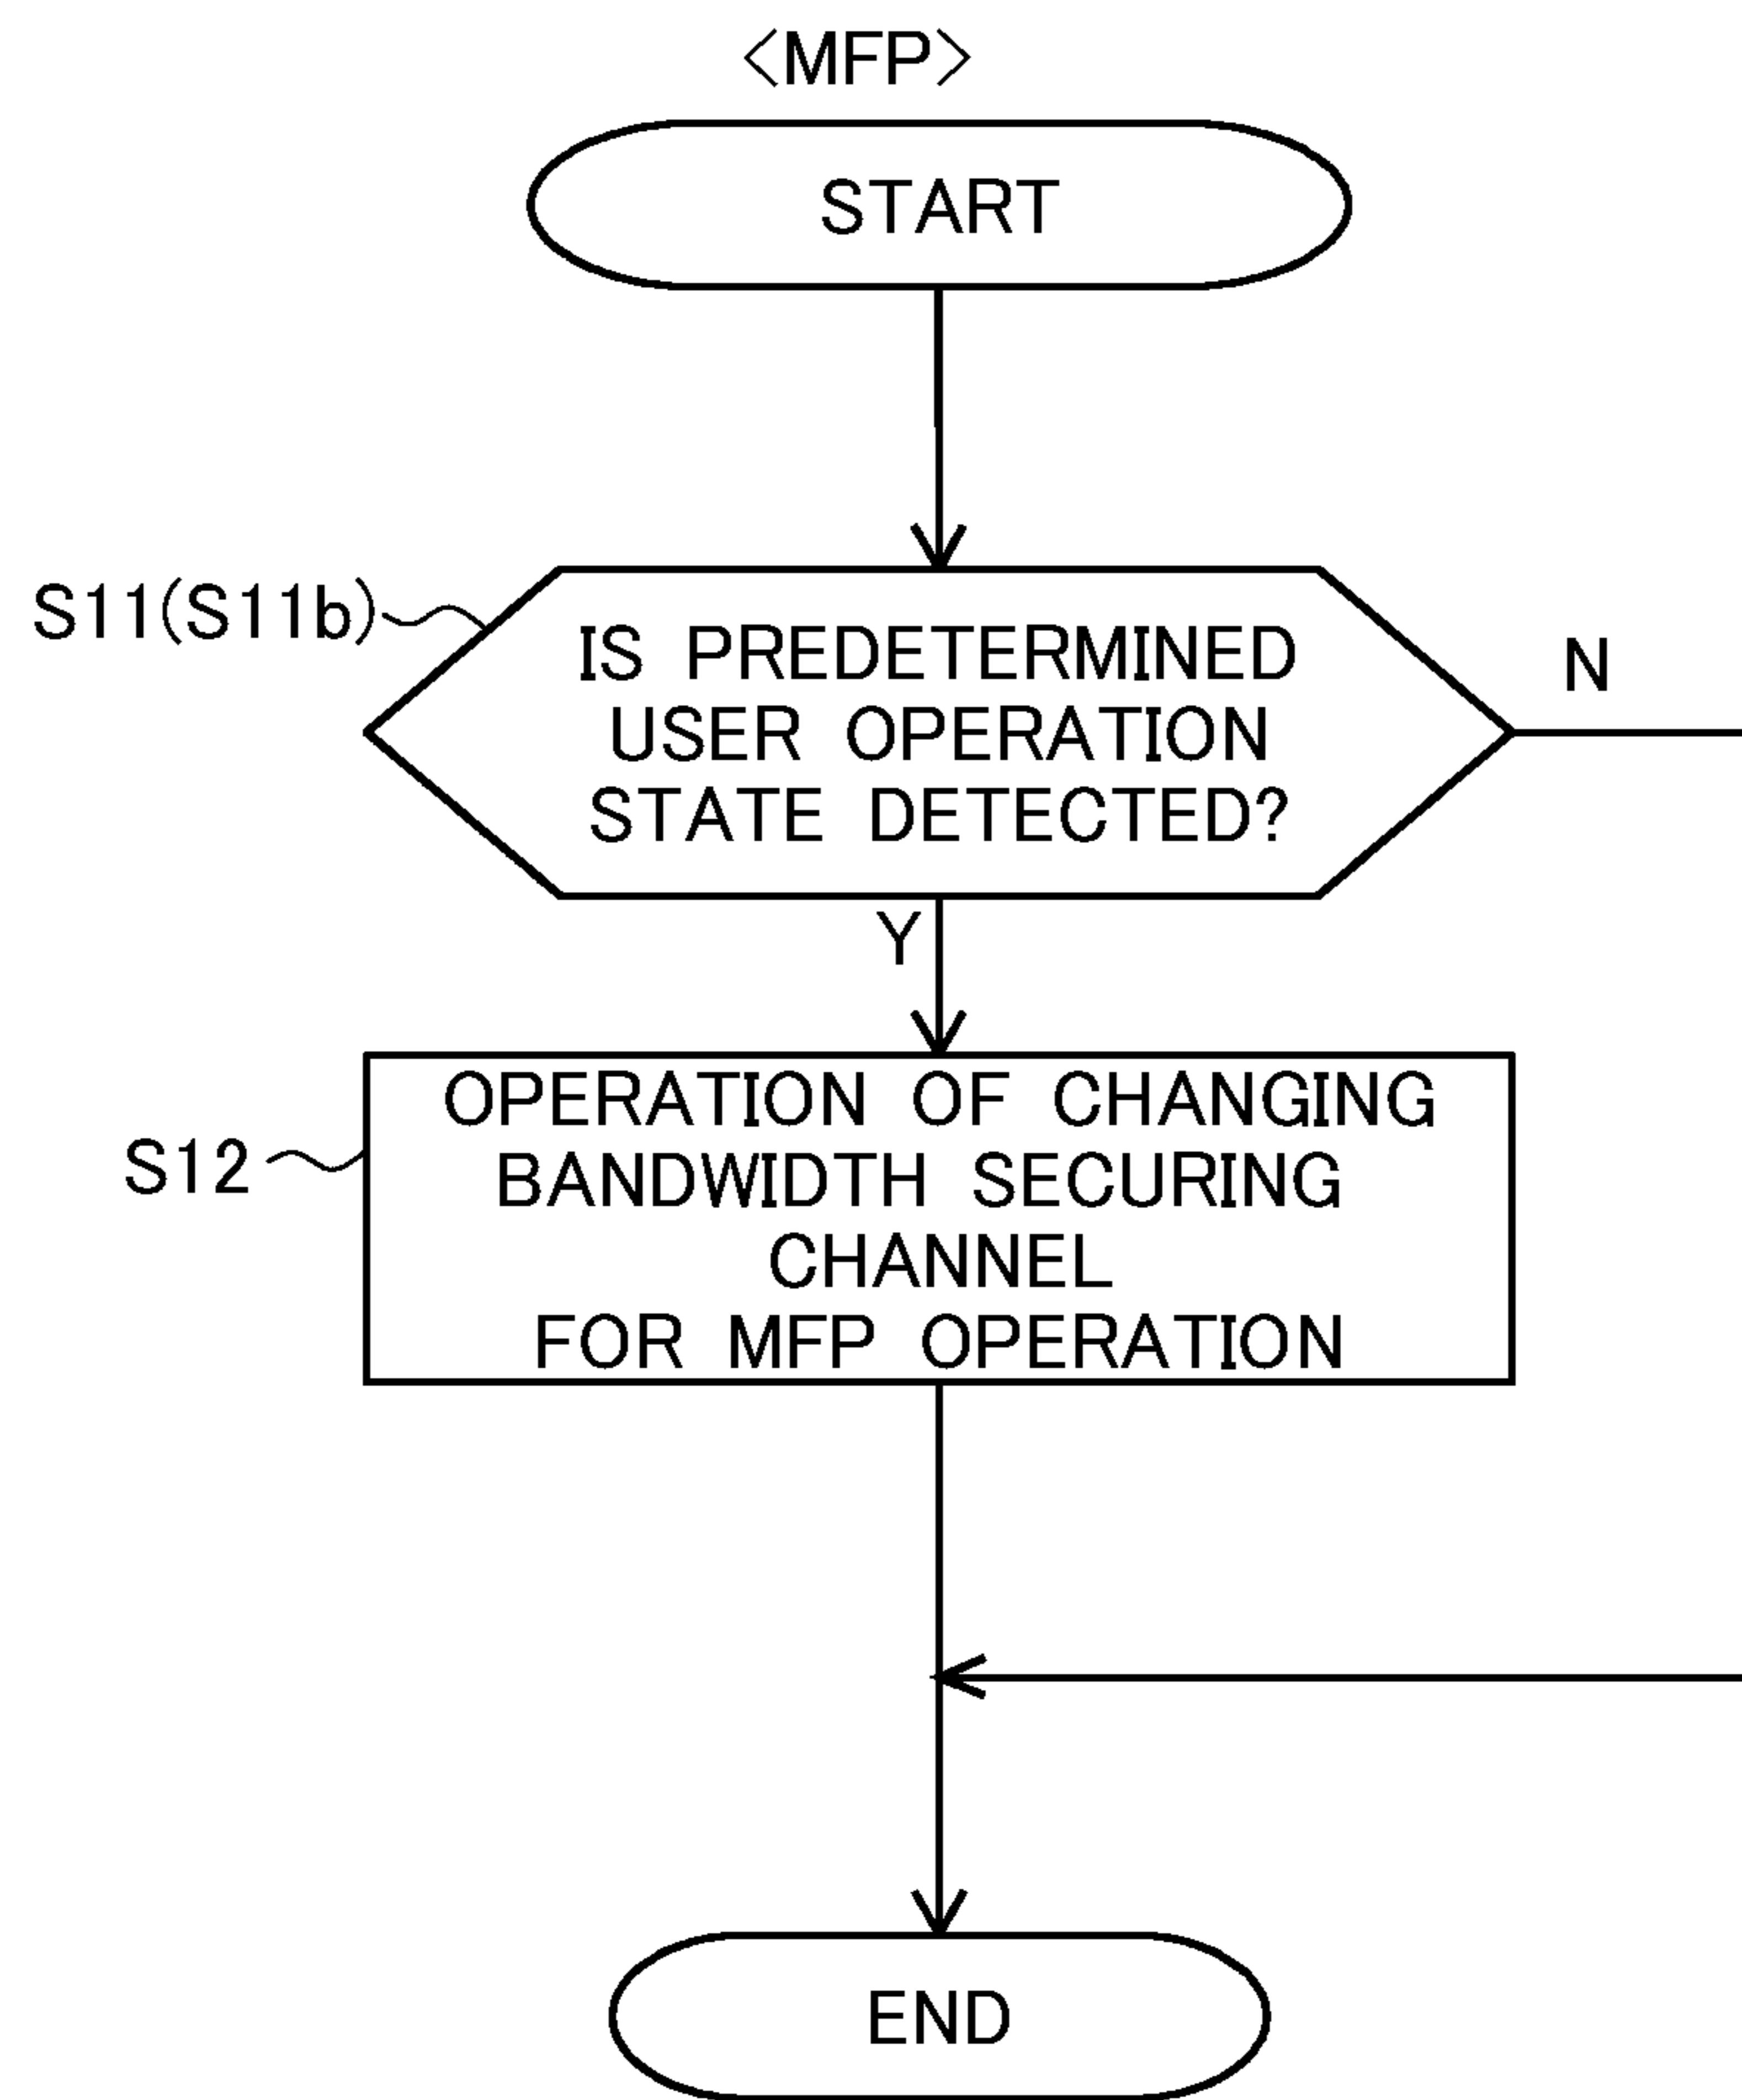 <MFP>
START
S11(S11b)
IS PREDETERMINED
USER OPERATION
STATE DETECTED?
N
Y
OPERATION OF CHANGING
BANDWIDTH SECURING
CHANNEL
FOR MFP OPERATION
S12
END